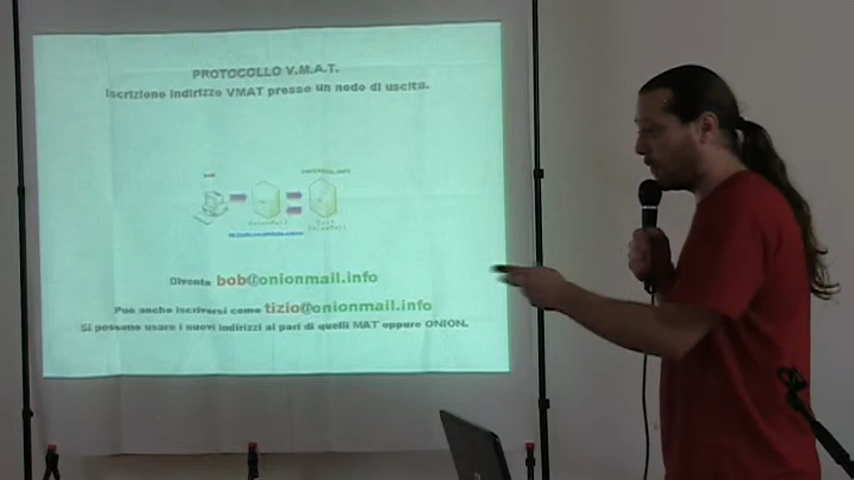 PROTOCOLLO V.M.A.T.
Iscrizione indirizzo VMAT presso un nodo di uscita.
Diventa bob@onionmail.info
Può anche iscriversi come tizio@onionmail.info
Si possono usare i nuovi indirizzi al pari di quelli MAT oppure ONION.